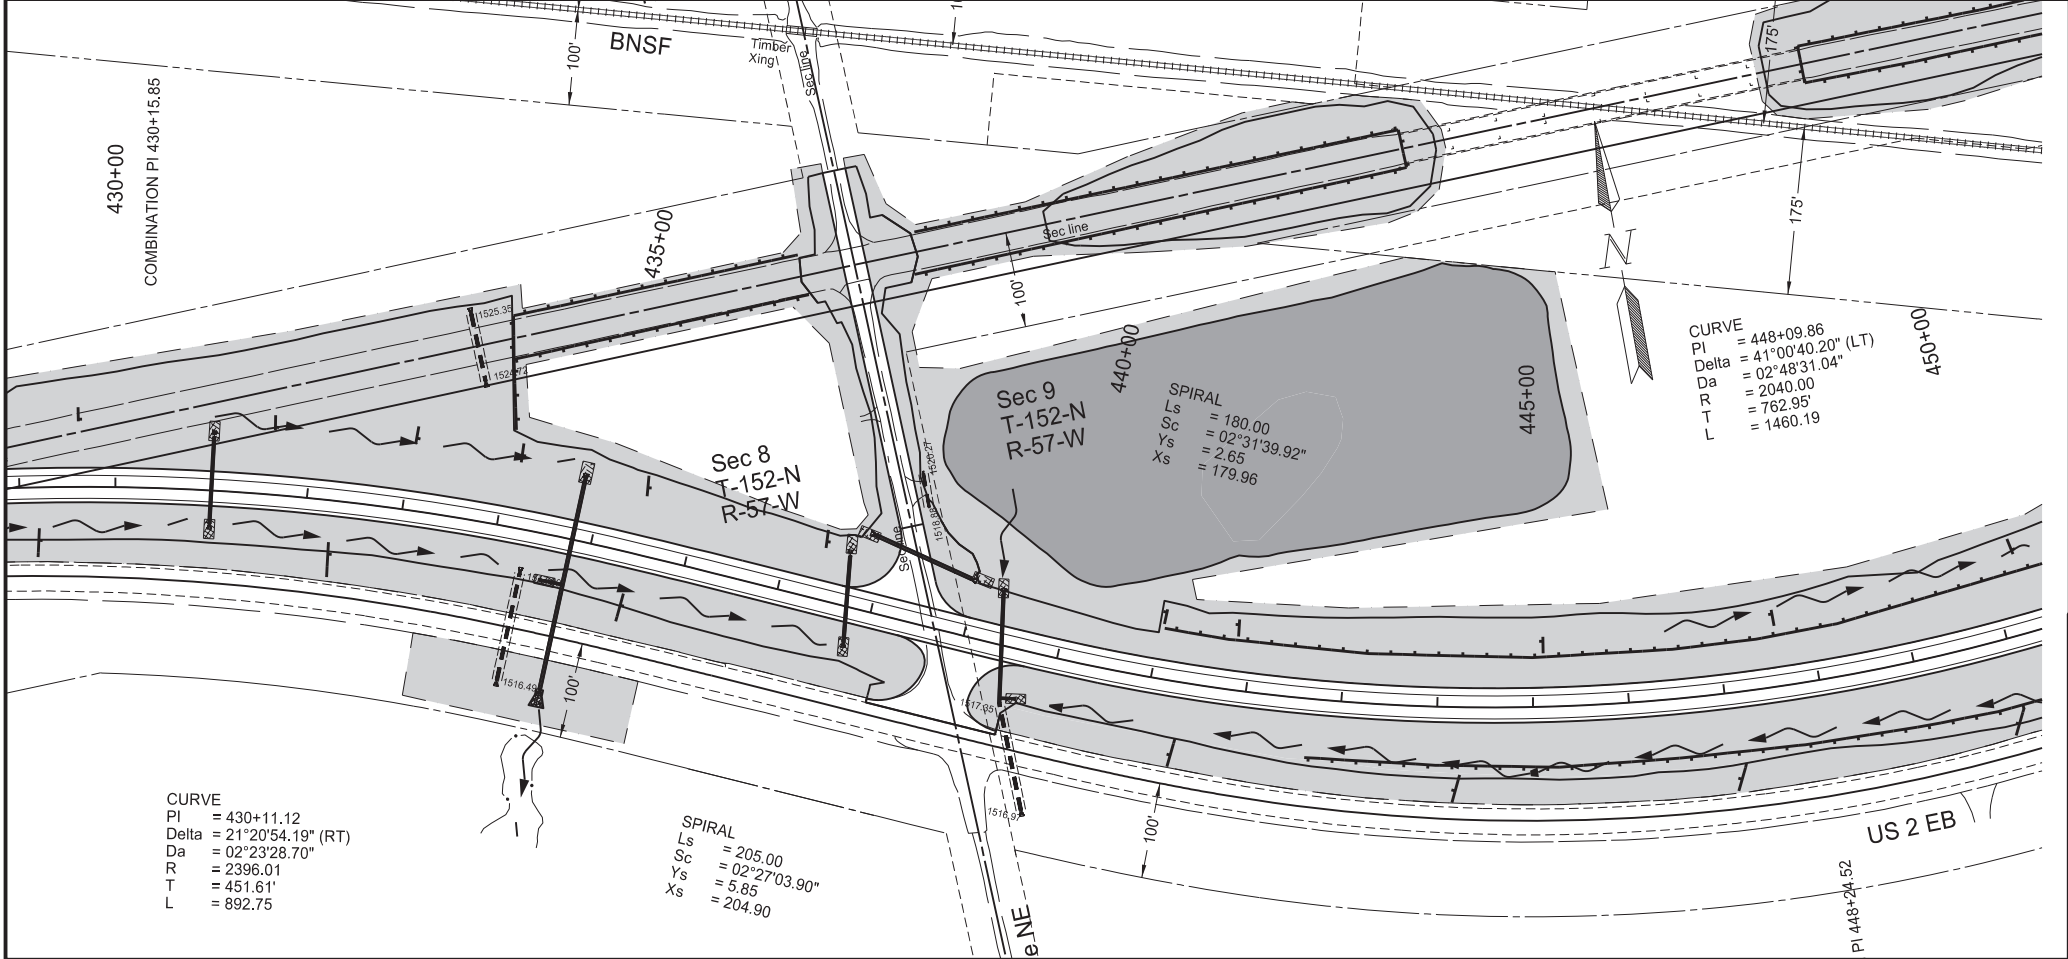 100'
BNSF
Timber
Xing
Sec line
175'
430+00
COMBINATION PI 430+15.85
435+00
Sec line
100'
175'
N
1525.35
1524.72
440+00
445+00
450+00
Sec 9
T-152-N
R-57-W
SPIRAL
Ls = 180.00
Sc = 02°31'39.92"
Ys = 2.65
Xs = 179.96
CURVE
PI = 448+09.86
Delta = 41°00'40.20" (LT)
Da = 02°48'31.04"
R = 2040.00
T = 762.95'
L = 1460.19
Sec 8
T-152-N
R-57-W
1520.27
1518.88
Sec line
1516.49
100'
1517.35
1516.97
100'
US 2 EB
CURVE
PI = 430+11.12
Delta = 21°20'54.19" (RT)
Da = 02°23'28.70"
R = 2396.01
T = 451.61'
L = 892.75
SPIRAL
Ls = 205.00
Sc = 02°27'03.90"
Ys = 5.85
Xs = 204.90
e NE
PI 448+24.52